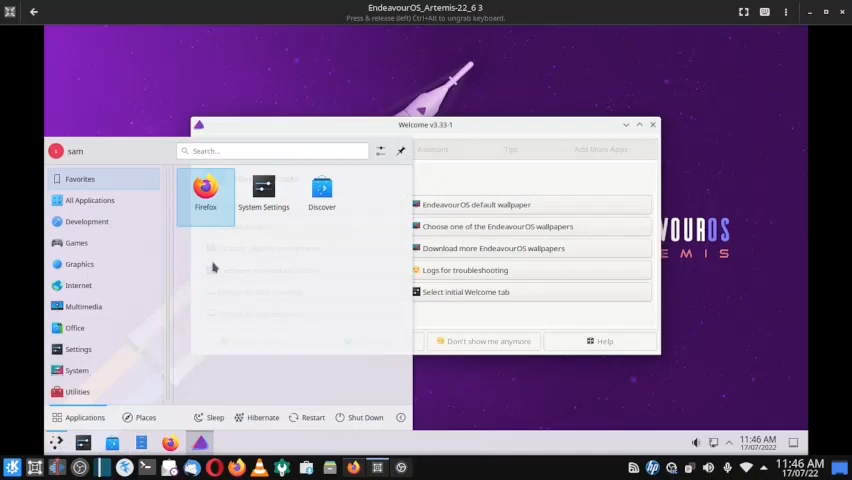 EndeavourOS_Artemis-22_6 3
Press & release (left) Ctrl+Alt to ungrab keyboard.
Welcome v3.33-1
sam
Search...
Assistant
Tips
Add More Apps
Favorites
All Applications
Development
Games
Graphics
Internet
Multimedia
Office
Settings
System
Utilities
Firefox
System Settings
Discover
EndeavourOS default wallpaper
Choose one of the EndeavourOS wallpapers
Download more EndeavourOS wallpapers
Logs for troubleshooting
Select initial Welcome tab
Don't show me anymore
Help
VOUROS
EMIS
Applications
Places
Sleep
Hibernate
Restart
Shut Down
11:46 AM
17/07/2022
11:46 AM
17/07/22